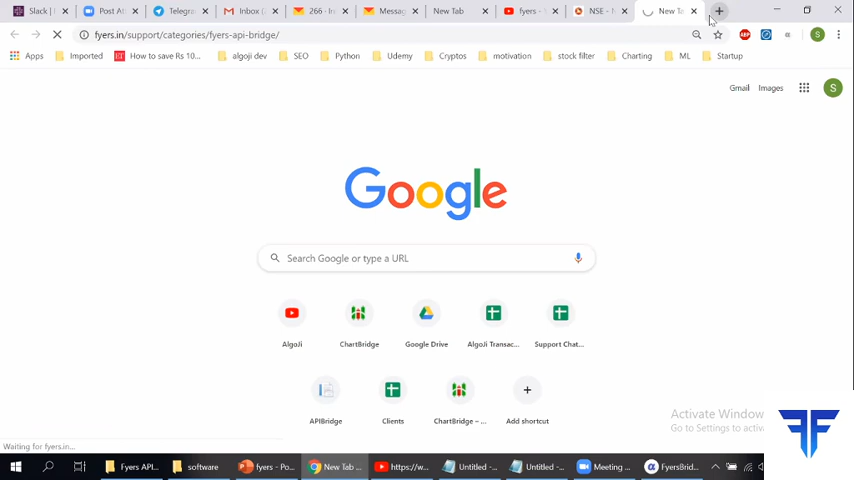 Slack |
Post At
Telegra
Inbox (
266 - In
Messag
New Tab
fyers -
NSE - N
New Ta
fyers.in/support/categories/fyers-api-bridge/
Apps
Imported
How to save Rs 10...
algoji dev
SEO
Python
Udemy
Cryptos
motivation
stock filter
Charting
ML
Startup
Gmail
Images
S
Google
Search Google or type a URL
AlgoJi
ChartBridge
Google Drive
AlgoJi Transac...
Support Chat...
APIBridge
Clients
ChartBridge – ...
Add shortcut
Activate Window
Go to Settings to activ
Waiting for fyers.in...
Fyers API...
software
fyers - Po...
New Tab ...
https://w...
Untitled - ...
Untitled - ...
Meeting ...
FyersBrid...